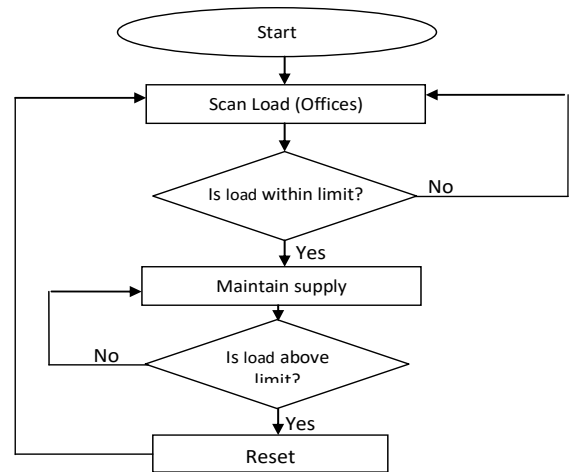 Start
Scan Load (Offices)
Is load within limit?
No
Yes
Maintain supply
No
Is load above
limit?
Yes
Reset